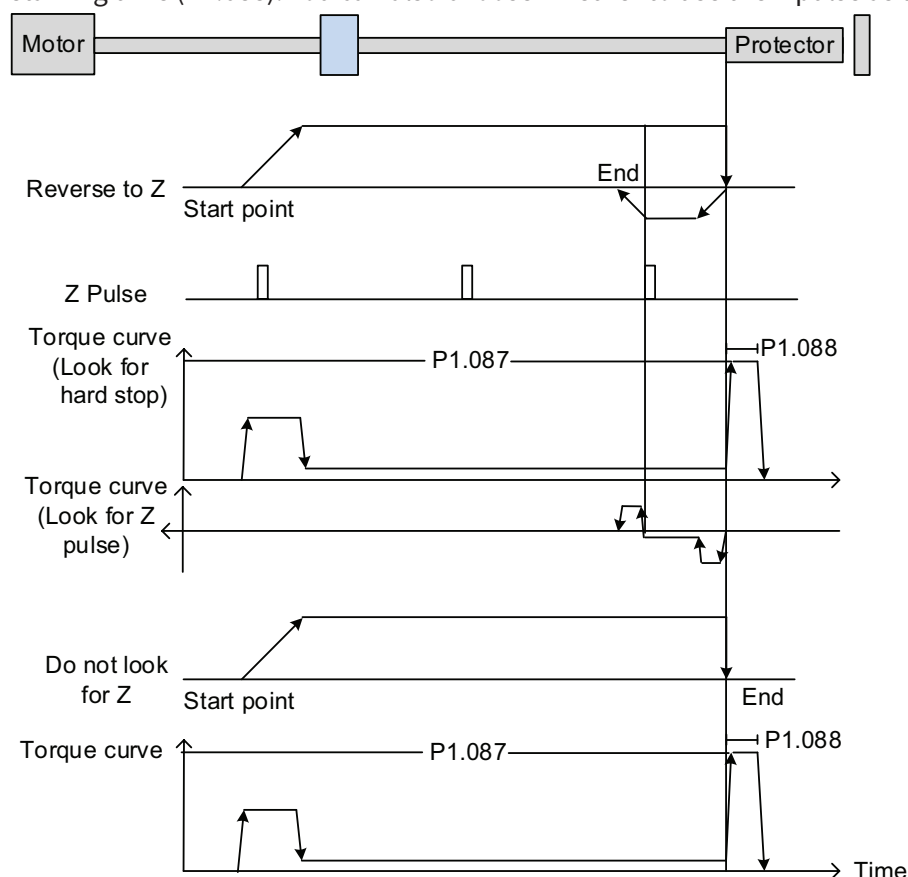 Motor
Protector
Reverse to Z
Start point
End
Z Pulse
Torque curve
(Look for
hard stop)
P1.087
P1.088
Torque curve
(Look for Z
pulse)
Do not look
for Z
Start point
End
Torque curve
P1.087
P1.088
Time